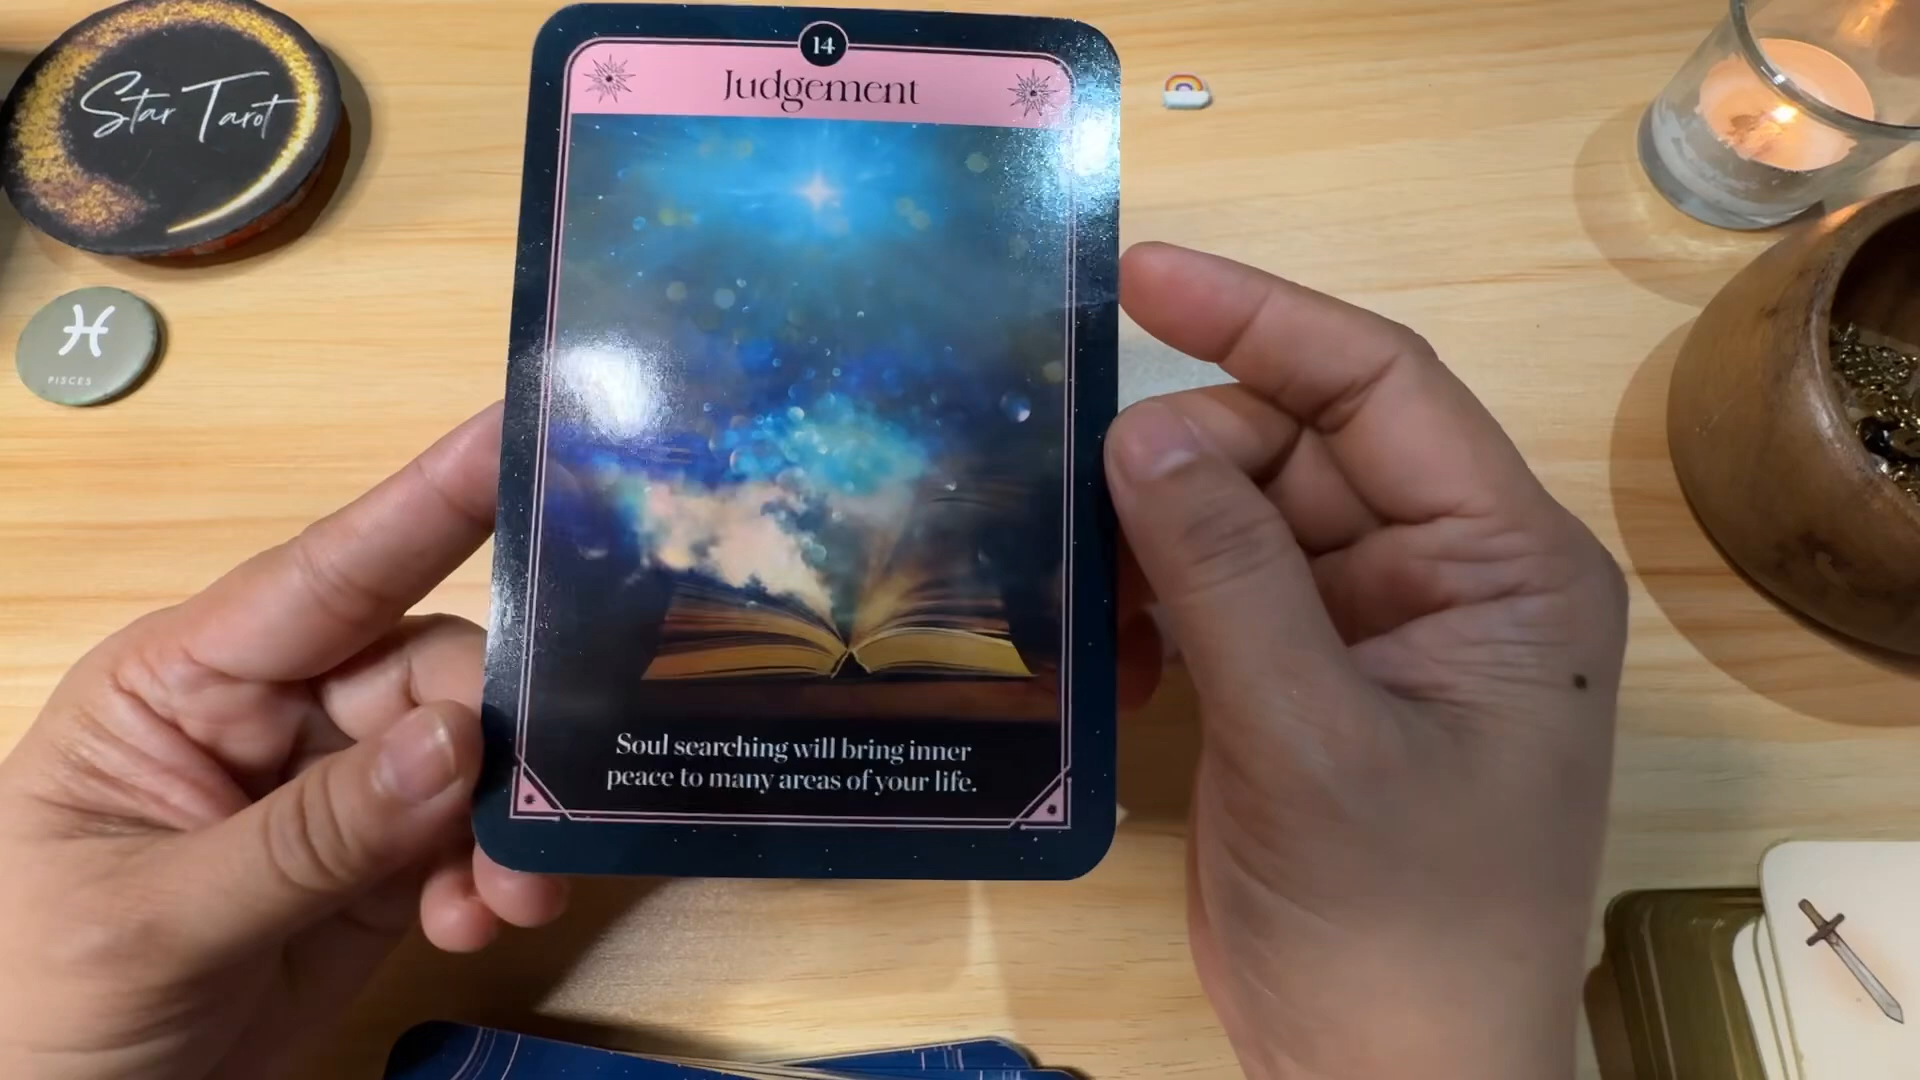 14
Judgement
Star Tarot
PISCES
Soul searching will bring inner
peace to many areas of your life.